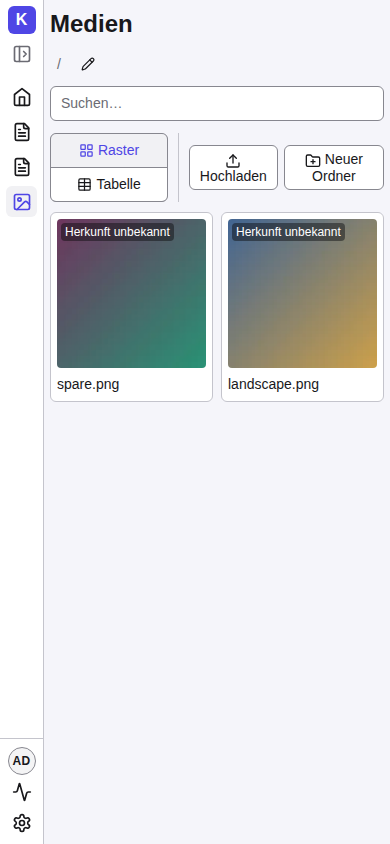 K
Medien
/
Suchen…
Raster
Tabelle
Hochladen
Neuer
Ordner
Herkunft unbekannt
spare.png
Herkunft unbekannt
landscape.png
AD